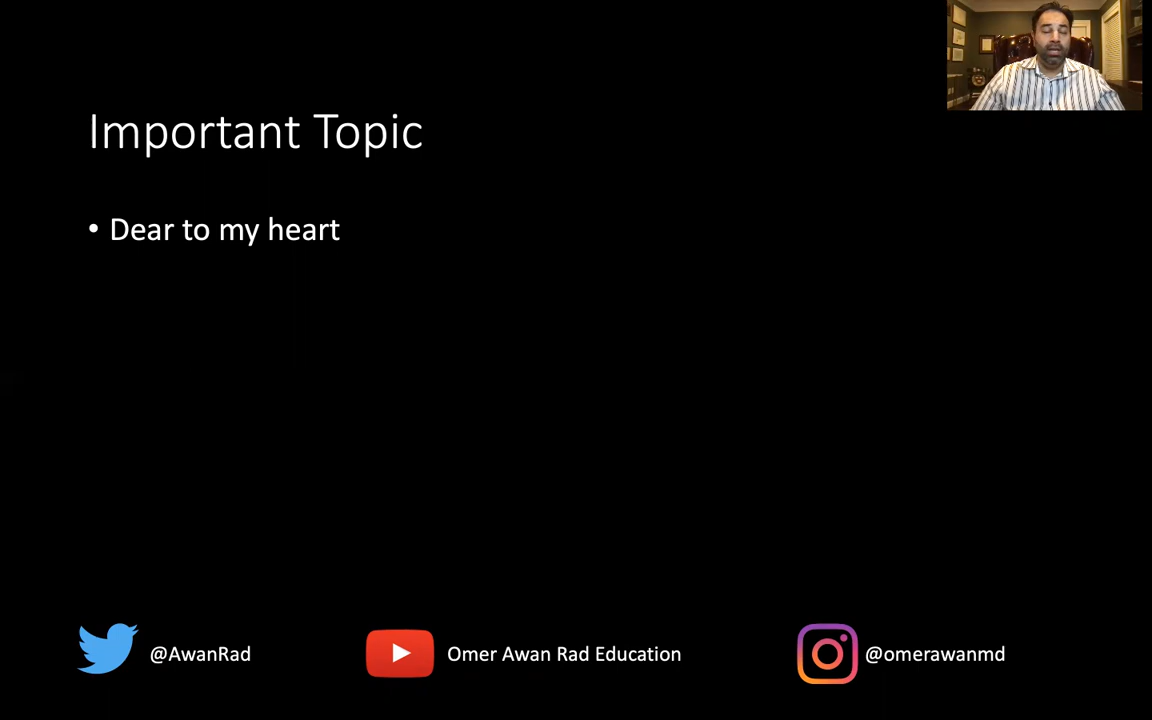 Important Topic
• Dear to my heart
@AwanRad
Omer Awan Rad Education
@omerawanmd